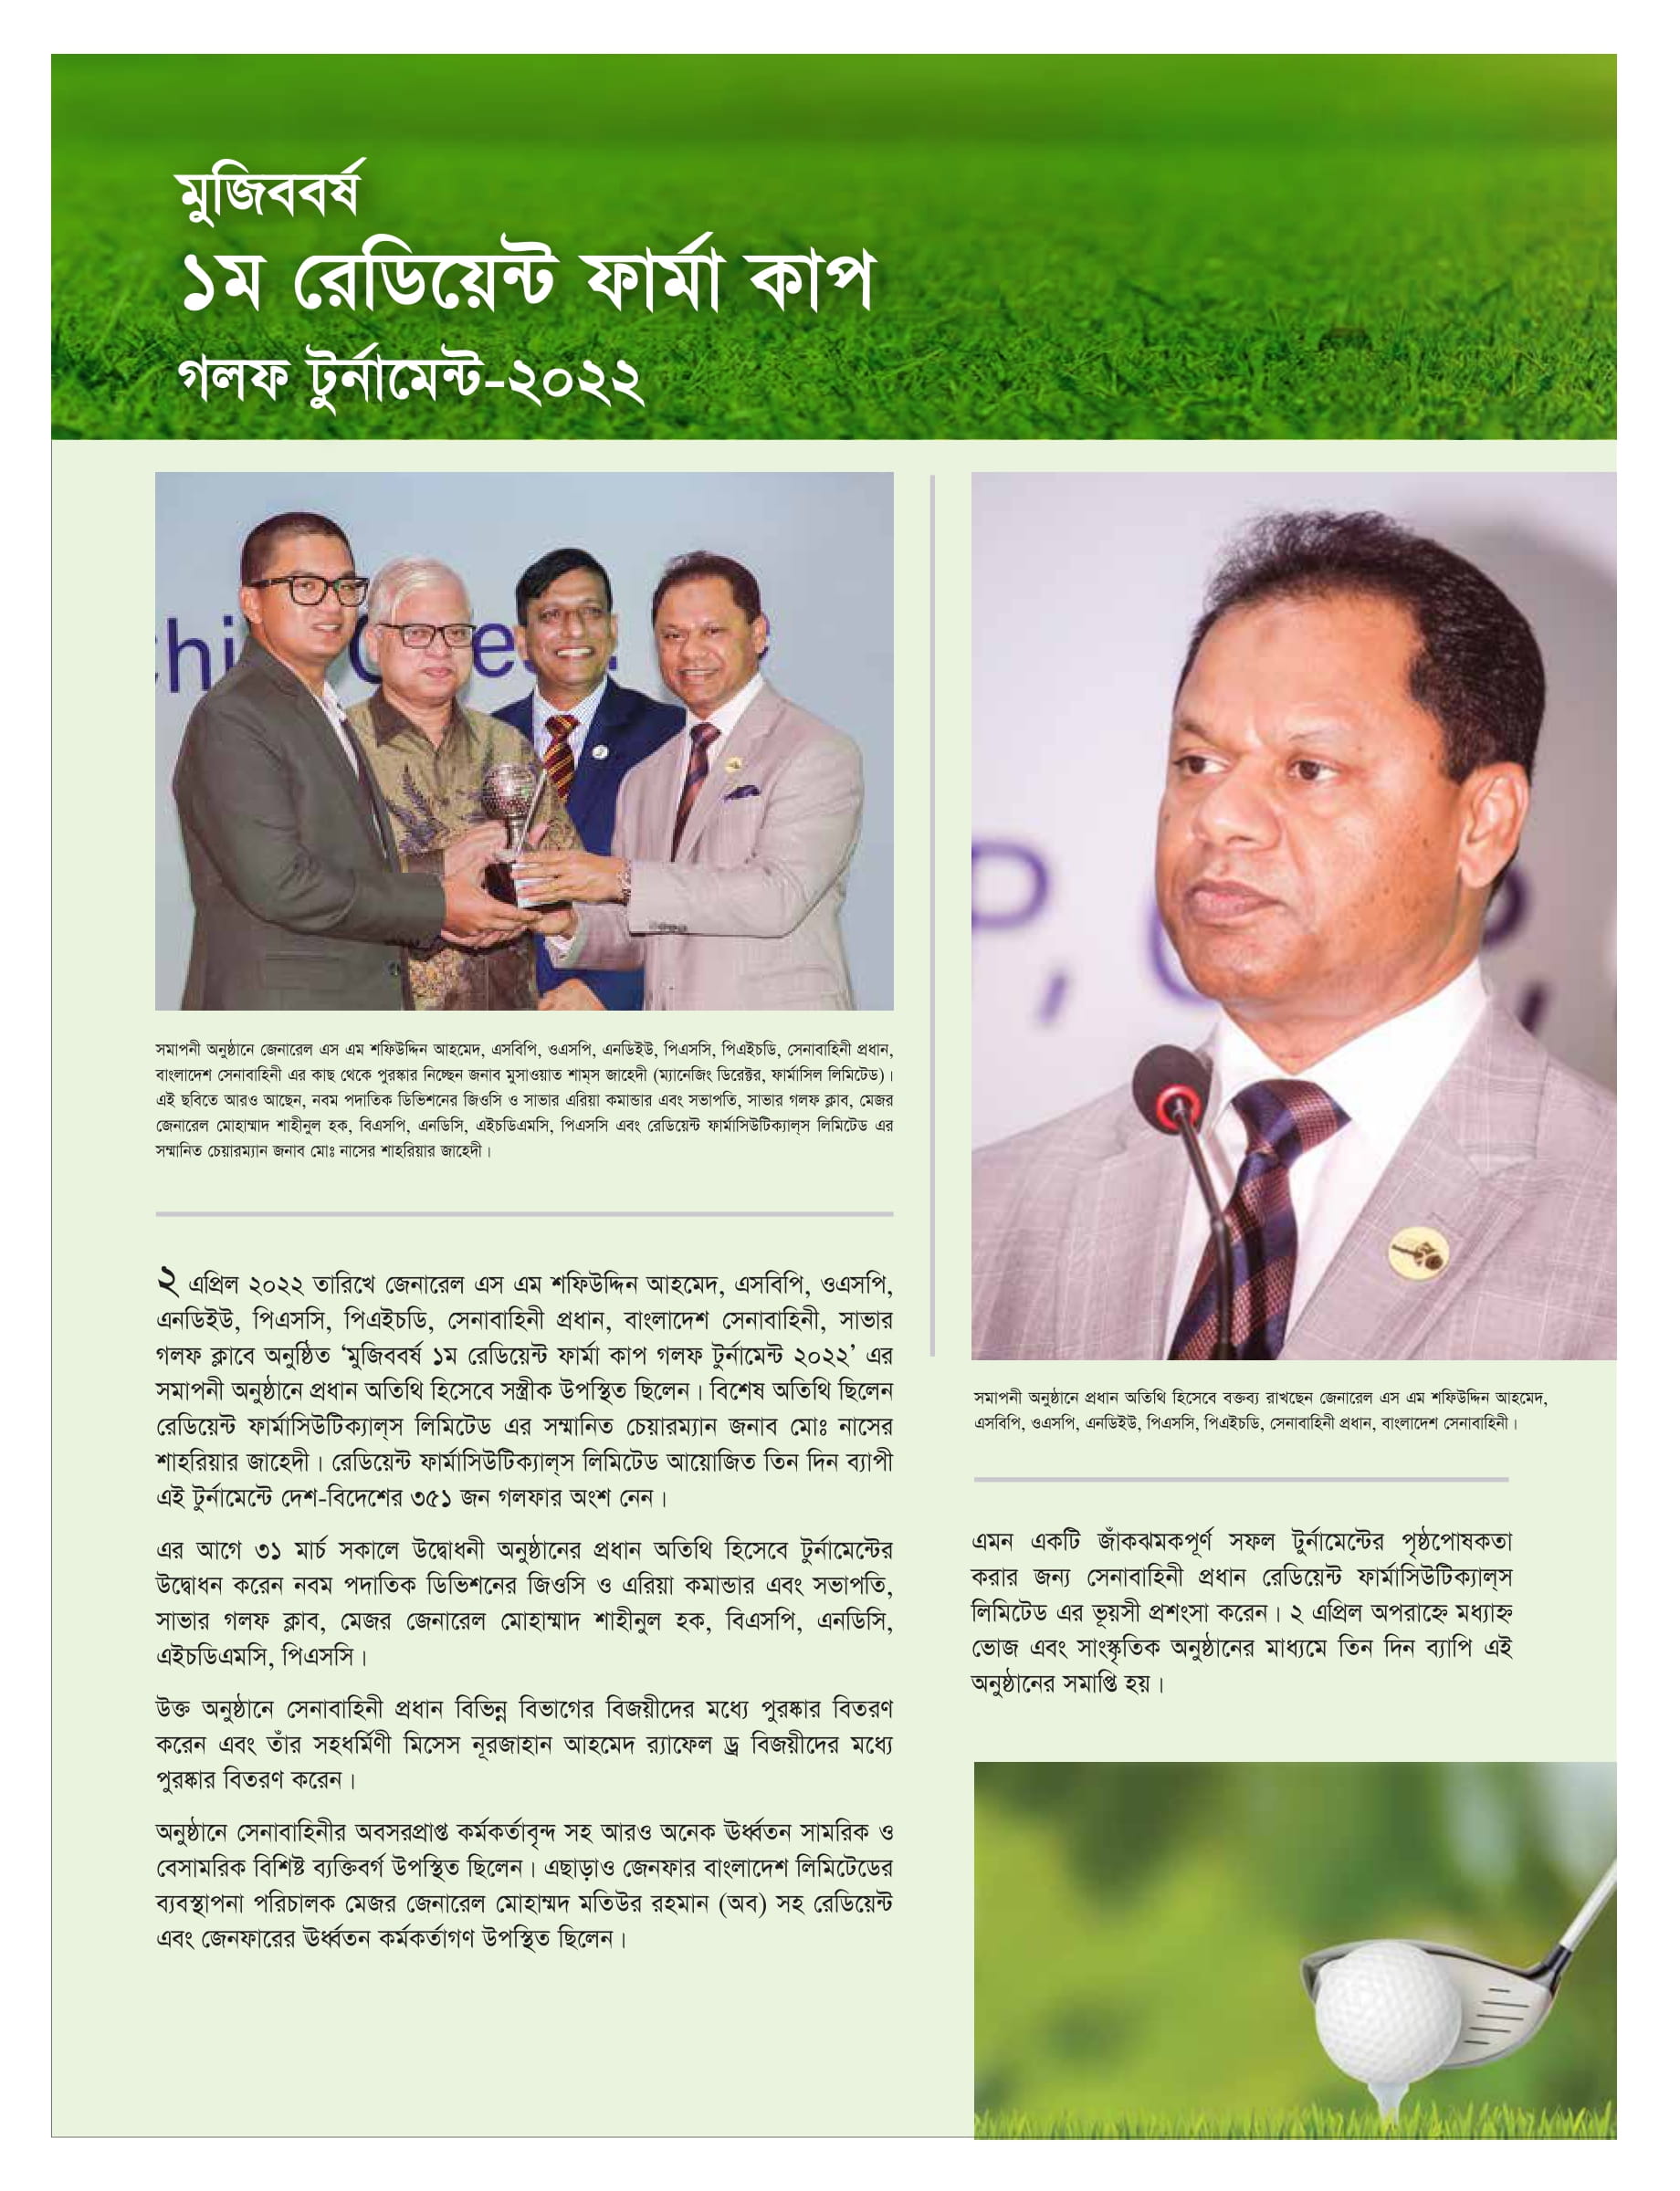 মুজিববর্ষ
১ম রেডিয়েন্ট ফার্মা কাপ
গলফ টুর্নামেন্ট-২০২২
সমাপনী অনুষ্ঠানে জেনারেল এস এম শফিউদ্দিন আহমেদ, এসবিপি, ওএসপি, এনডিইউ, পিএসসি, পিএইচডি, সেনাবাহিনী প্রধান,
বাংলাদেশ সেনাবাহিনী এর কাছ থেকে পুরস্কার নিচ্ছেন জনাব মুসাওয়াত শাম্স জাহেদী (ম্যানেজিং ডিরেক্টর, ফার্মাসিল লিমিটেড)।
এই ছবিতে আরও আছেন, নবম পদাতিক ডিভিশনের জিওসি ও সাভার এরিয়া কমান্ডার এবং সভাপতি, সাভার গলফ ক্লাব, মেজর
জেনারেল মোহাম্মাদ শাহীনুল হক, বিএসপি, এনডিসি, এইচডিএমসি, পিএসসি এবং রেডিয়েন্ট ফার্মাসিউটিক্যাল্স লিমিটেড এর
সম্মানিত চেয়ারম্যান জনাব মোঃ নাসের শাহরিয়ার জাহেদী।
২ এপ্রিল ২০২২ তারিখে জেনারেল এস এম শফিউদ্দিন আহমেদ, এসবিপি, ওএসপি,
এনডিইউ, পিএসসি, পিএইচডি, সেনাবাহিনী প্রধান, বাংলাদেশ সেনাবাহিনী, সাভার
গলফ ক্লাবে অনুষ্ঠিত ‘মুজিববর্ষ ১ম রেডিয়েন্ট ফার্মা কাপ গলফ টুর্নামেন্ট ২০২২’ এর
সমাপনী অনুষ্ঠানে প্রধান অতিথি হিসেবে সস্ত্রীক উপস্থিত ছিলেন। বিশেষ অতিথি ছিলেন
রেডিয়েন্ট ফার্মাসিউটিক্যাল্স লিমিটেড এর সম্মানিত চেয়ারম্যান জনাব মোঃ নাসের
শাহরিয়ার জাহেদী। রেডিয়েন্ট ফার্মাসিউটিক্যাল্স লিমিটেড আয়োজিত তিন দিন ব্যাপী
এই টুর্নামেন্টে দেশ-বিদেশের ৩৫১ জন গলফার অংশ নেন।
এর আগে ৩১ মার্চ সকালে উদ্বোধনী অনুষ্ঠানের প্রধান অতিথি হিসেবে টুর্নামেন্টের
উদ্বোধন করেন নবম পদাতিক ডিভিশনের জিওসি ও এরিয়া কমান্ডার এবং সভাপতি,
সাভার গলফ ক্লাব, মেজর জেনারেল মোহাম্মাদ শাহীনুল হক, বিএসপি, এনডিসি,
এইচডিএমসি, পিএসসি।
উক্ত অনুষ্ঠানে সেনাবাহিনী প্রধান বিভিন্ন বিভাগের বিজয়ীদের মধ্যে পুরষ্কার বিতরণ
করেন এবং তাঁর সহধর্মিণী মিসেস নূরজাহান আহমেদ র‍্যাফেল ড্র বিজয়ীদের মধ্যে
পুরষ্কার বিতরণ করেন।
অনুষ্ঠানে সেনাবাহিনীর অবসরপ্রাপ্ত কর্মকর্তাবৃন্দ সহ আরও অনেক ঊর্ধ্বতন সামরিক ও
বেসামরিক বিশিষ্ট ব্যক্তিবর্গ উপস্থিত ছিলেন। এছাড়াও জেনফার বাংলাদেশ লিমিটেডের
ব্যবস্থাপনা পরিচালক মেজর জেনারেল মোহাম্মদ মতিউর রহমান (অব) সহ রেডিয়েন্ট
এবং জেনফারের ঊর্ধ্বতন কর্মকর্তাগণ উপস্থিত ছিলেন।
সমাপনী অনুষ্ঠানে প্রধান অতিথি হিসেবে বক্তব্য রাখছেন জেনারেল এস এম শফিউদ্দিন আহমেদ,
এসবিপি, ওএসপি, এনডিইউ, পিএসসি, পিএইচডি, সেনাবাহিনী প্রধান, বাংলাদেশ সেনাবাহিনী।
এমন একটি জাঁকঝমকপূর্ণ সফল টুর্নামেন্টের পৃষ্ঠপোষকতা
করার জন্য সেনাবাহিনী প্রধান রেডিয়েন্ট ফার্মাসিউটিক্যাল্স
লিমিটেড এর ভূয়সী প্রশংসা করেন। ২ এপ্রিল অপরাহ্নে মধ্যাহ্ন
ভোজ এবং সাংস্কৃতিক অনুষ্ঠানের মাধ্যমে তিন দিন ব্যাপি এই
অনুষ্ঠানের সমাপ্তি হয়।